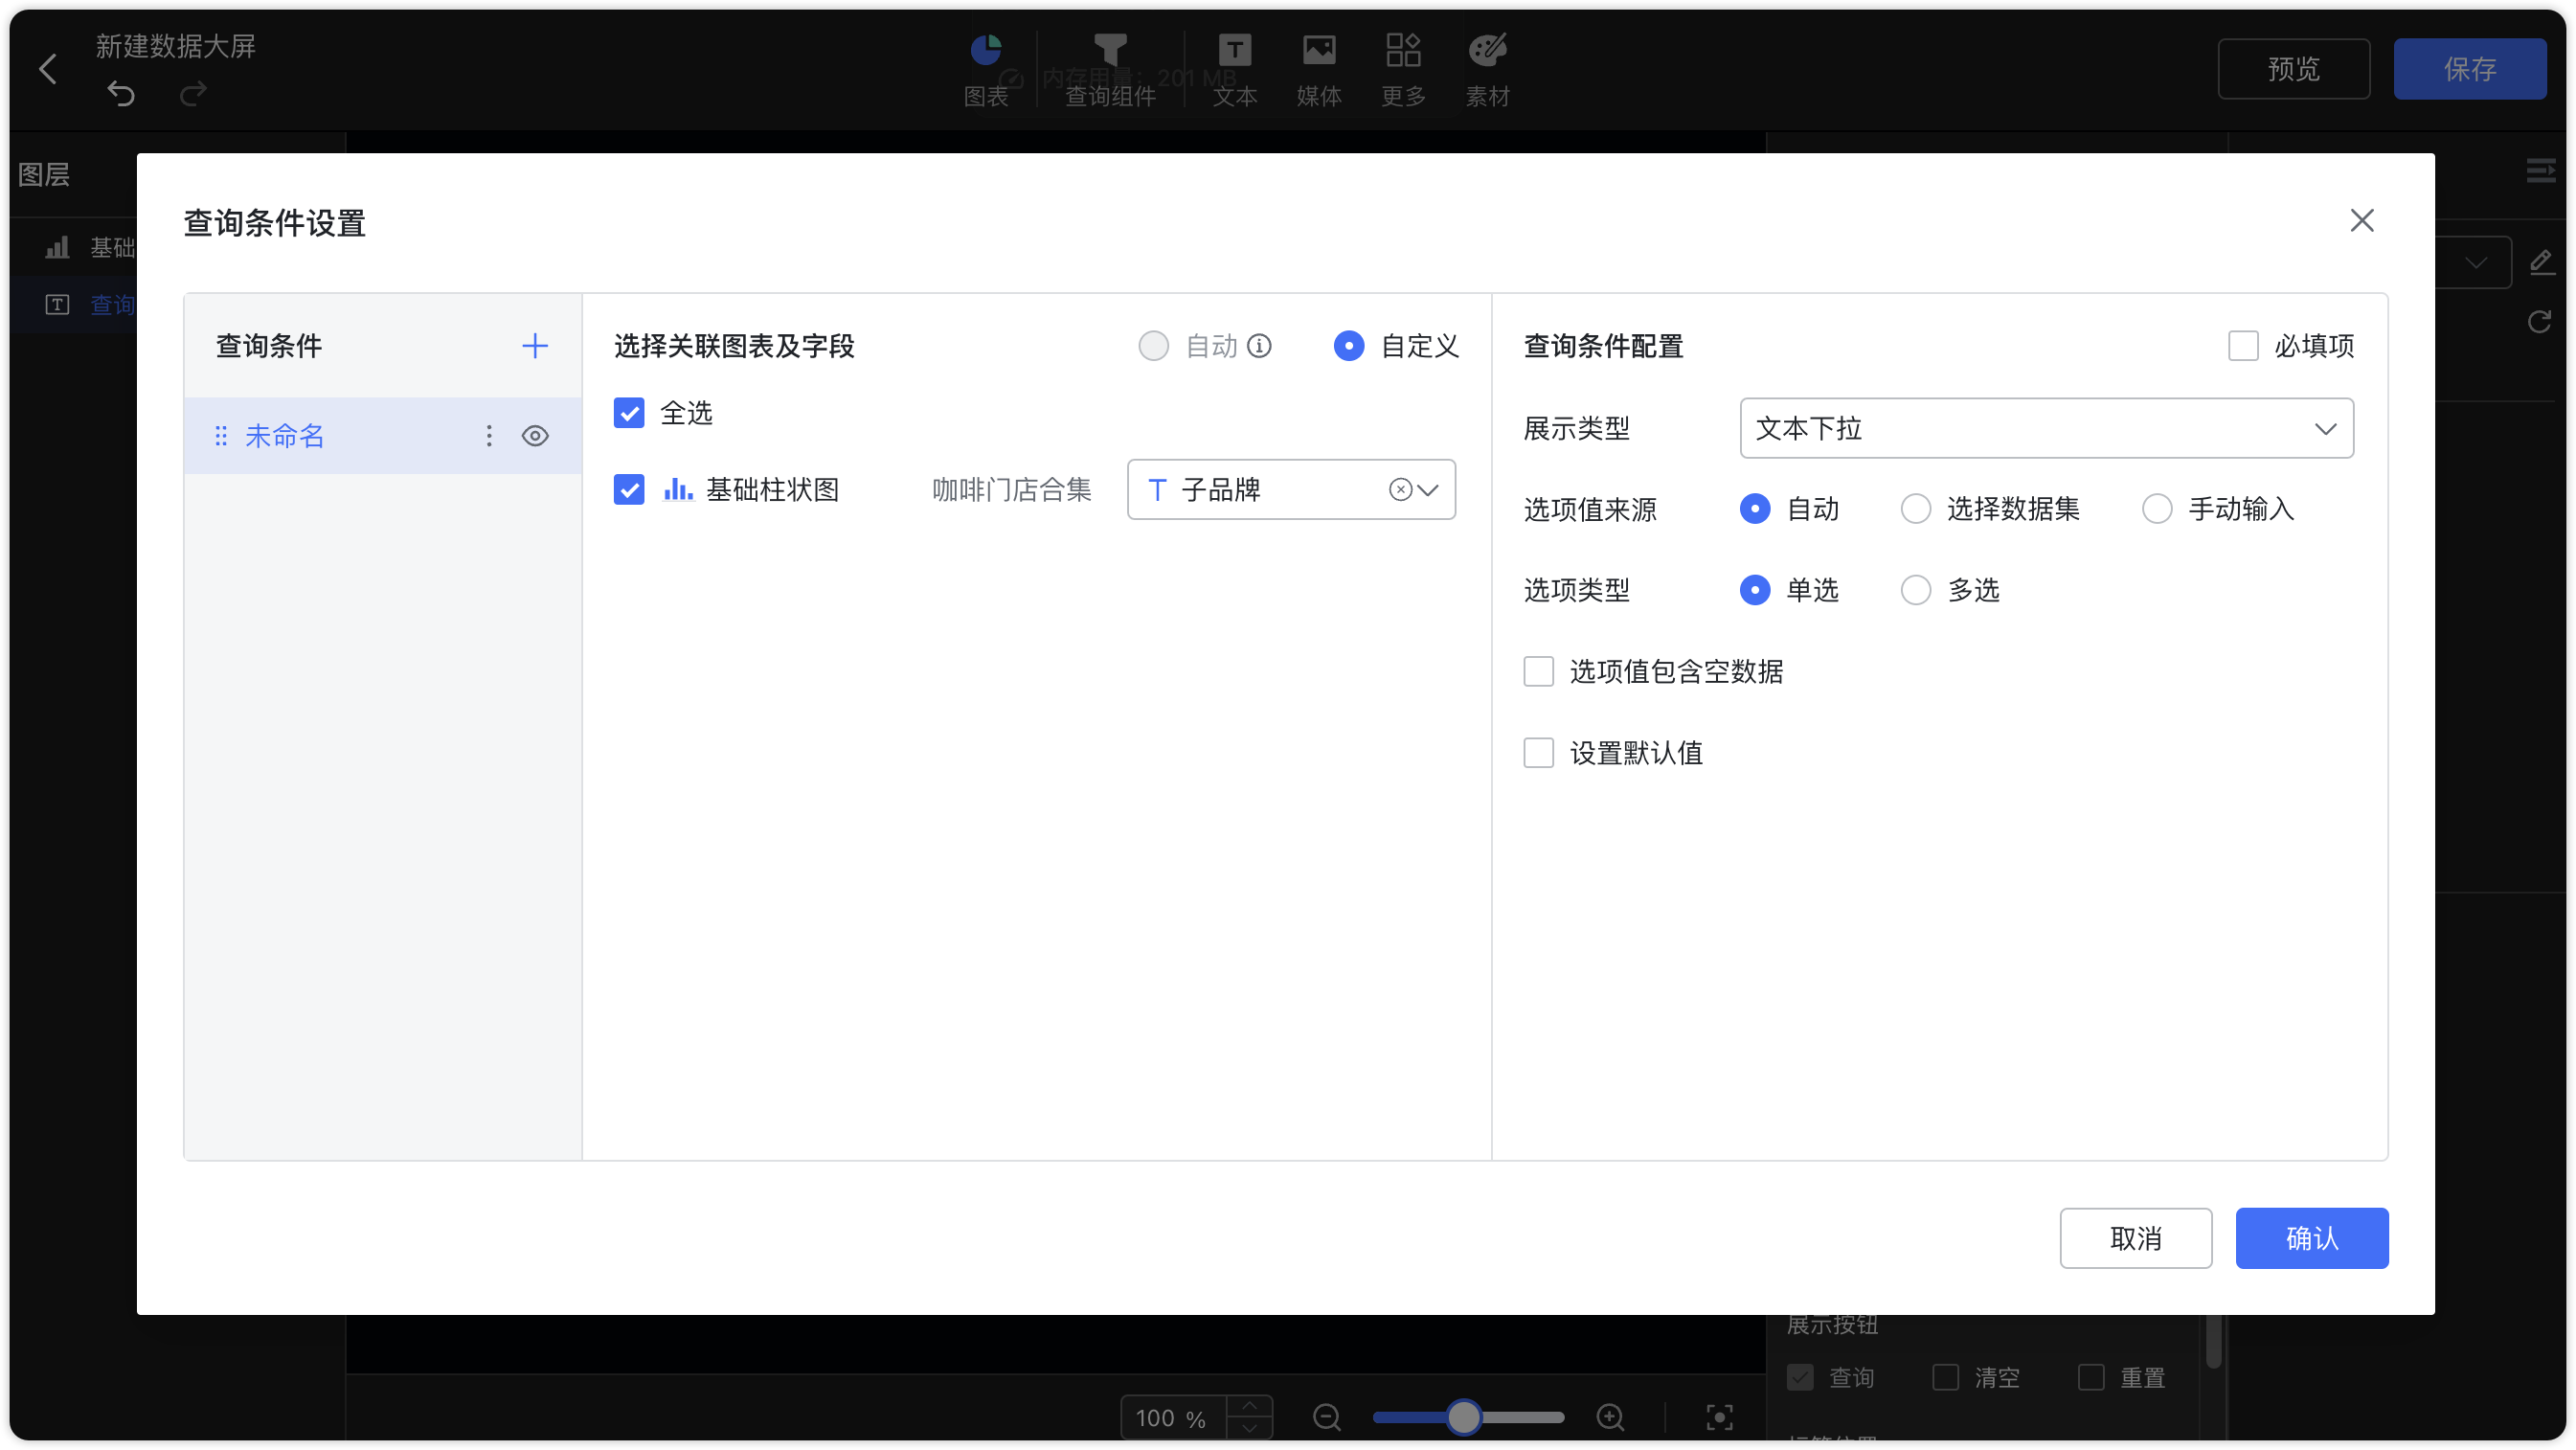 新建数据大屏
内存用量：201 MB
图表
查询组件
文本
媒体
更多
素材
预览
保存
图层
基础
查询
查询条件设置
查询条件
未命名
选择关联图表及字段
自动
自定义
全选
基础柱状图
咖啡门店合集
子品牌
查询条件配置
必填项
展示类型
文本下拉
选项值来源
自动
选择数据集
手动输入
选项类型
单选
多选
选项值包含空数据
设置默认值
取消
确认
展示按钮
查询
清空
重置
100 %